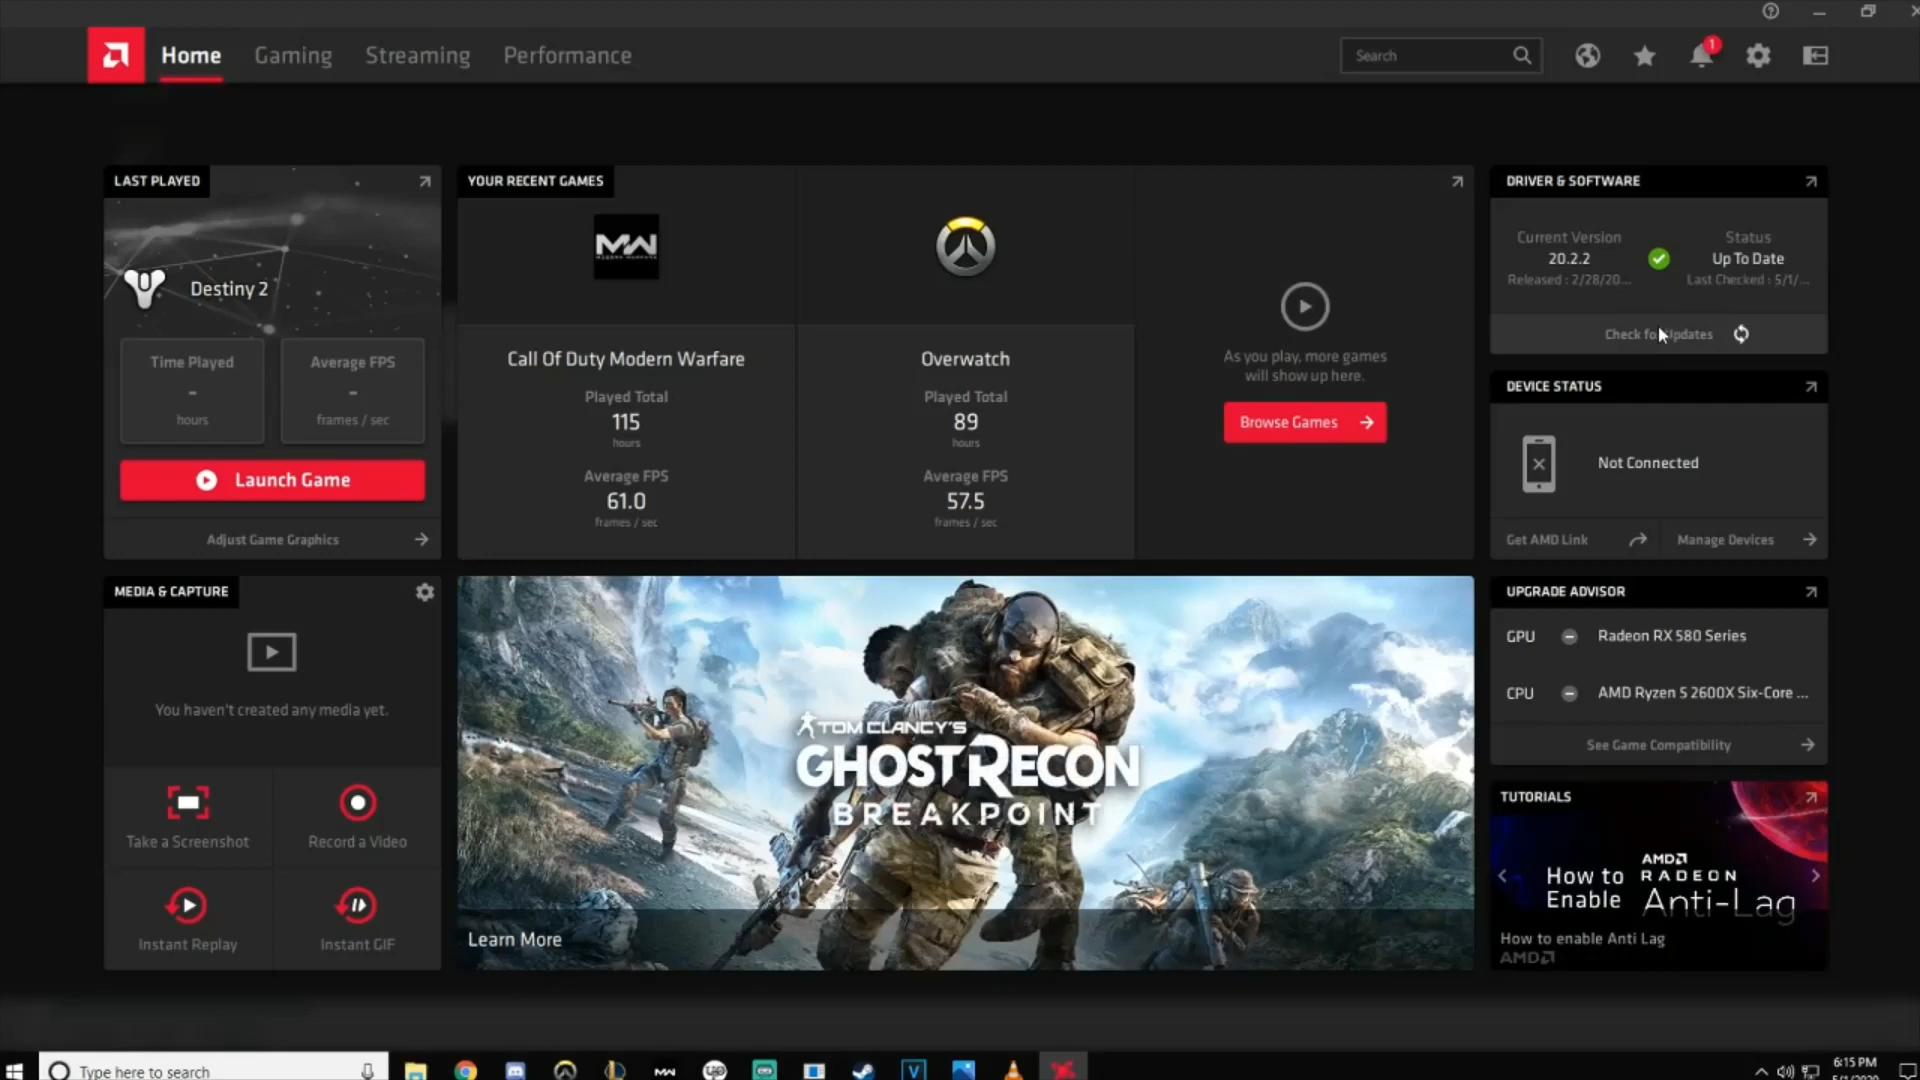 Home
Gaming
Streaming
Performance
Search
1
LAST PLAYED
Destiny 2
Time Played
-
hours
Average FPS
-
frames / sec
Launch Game
Adjust Game Graphics
YOUR RECENT GAMES
MW
MODERN WARFARE
Call Of Duty Modern Warfare
Played Total
115
hours
Average FPS
61.0
frames / sec
Overwatch
Played Total
89
hours
Average FPS
57.5
frames / sec
As you play, more games
will show up here.
Browse Games
DRIVER & SOFTWARE
Current Version
20.2.2
Released : 2/28/20...
Status
Up To Date
Last Checked : 5/1/...
Check for Updates
DEVICE STATUS
Not Connected
Get AMD Link
Manage Devices
MEDIA & CAPTURE
You haven't created any media yet.
Take a Screenshot
Record a Video
Instant Replay
Instant GIF
TOM CLANCY'S
GHOST RECON
BREAKPOINT
Learn More
UPGRADE ADVISOR
GPU
Radeon RX 580 Series
CPU
AMD Ryzen 5 2600X Six-Core ...
See Game Compatibility
TUTORIALS
How to
Enable
AMD
RADEON
Anti-Lag
How to enable Anti Lag
AMD
Type here to search
MW
V
6:15 PM
5/1/2020